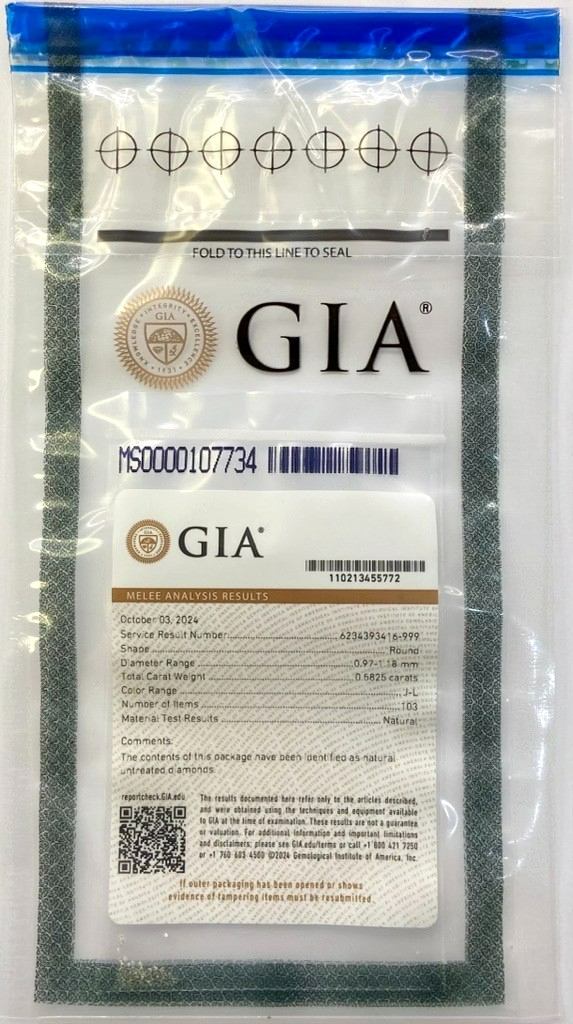 FOLD TO THIS LINE TO SEAL
KNOWLEDGE • INTEGRITY • EXCELLENCE
GIA
• 1931 •
GIA®
MS0000107734
GIA®
110213455772
MELEE ANALYSIS RESULTS
October 03, 2024
Service Result Number 6234393416-999
Shape Round
Diameter Range 0.97-1.18 mm
Total Carat Weight 0.5825 carats
Color Range J-L
Number of Items 103
Material Test Results Natural
Comments:
The contents of this package have been identified as natural
untreated diamonds.
reportcheck.GIA.edu
The results documented here refer only to the articles described,
and were obtained using the techniques and equipment available
to GIA at the time of examination. These results are not a guarantee
or valuation. For additional information and important limitations
and disclaimers, please see GIA.edu/terms or call +1 800 421 7250
or +1 760 603 4500 ©2024 Gemological Institute of America, Inc.
If outer packaging has been opened or shows
evidence of tampering items must be resubmitted.